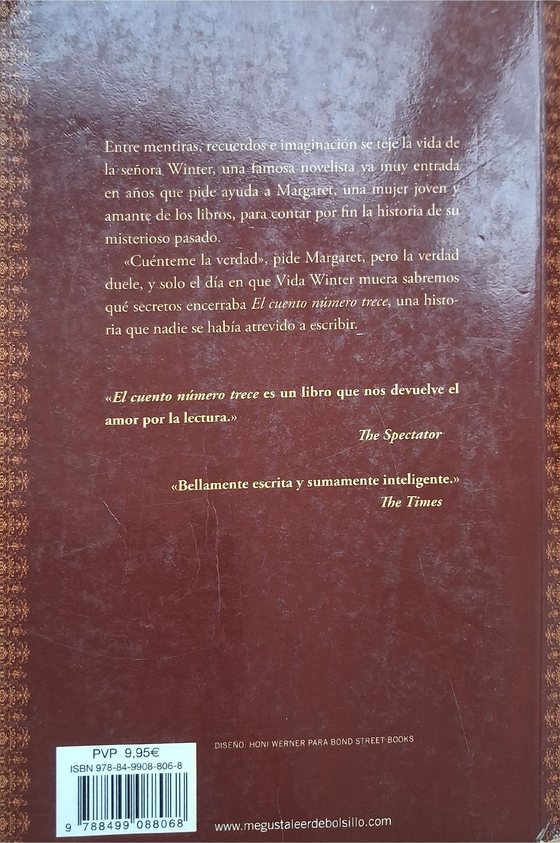 Entre mentiras, recuerdos e imaginación se teje la vida de
la señora Winter, una famosa novelista ya muy entrada
en años que pide ayuda a Margaret, una mujer joven y
amante de los libros, para contar por fin la historia de su
misterioso pasado.
«Cuénteme la verdad», pide Margaret, pero la verdad
duele, y solo el día en que Vida Winter muera sabremos
qué secretos encerraba El cuento número trece, una histo-
ria que nadie se había atrevido a escribir.
«El cuento número trece es un libro que nos devuelve el
amor por la lectura.»
The Spectator
«Bellamente escrita y sumamente inteligente.»
The Times
DISEÑO: HONI WERNER PARA BOND STREET BOOKS
PVP 9,95€
ISBN 978-84-9908-806-8
9 788499 088068
www.megustaleerdebolsillo.com